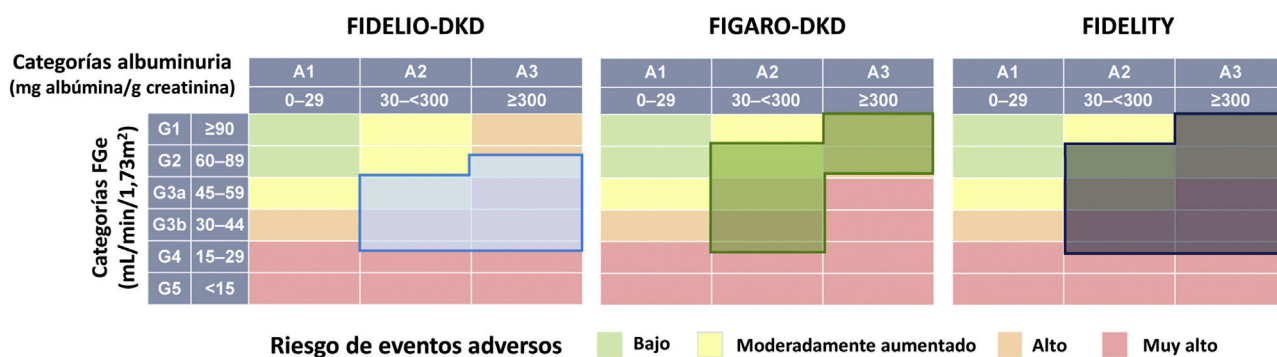 FIDELIO-DKD FIGARO-DKD FIDELITY
Categorías albuminuria
(mg albúmina/g creatinina)
A1 A2 A3 A1 A2 A3 A1 A2 A3
0–29 30–<300 ≥300 0–29 30–<300 ≥300 0–29 30–<300 ≥300
Categorías FGe
(mL/min/1,73m²)
G1 ≥90
G2 60–89
G3a 45–59
G3b 30–44
G4 15–29
G5 <15
Riesgo de eventos adversos Bajo Moderadamente aumentado Alto Muy alto